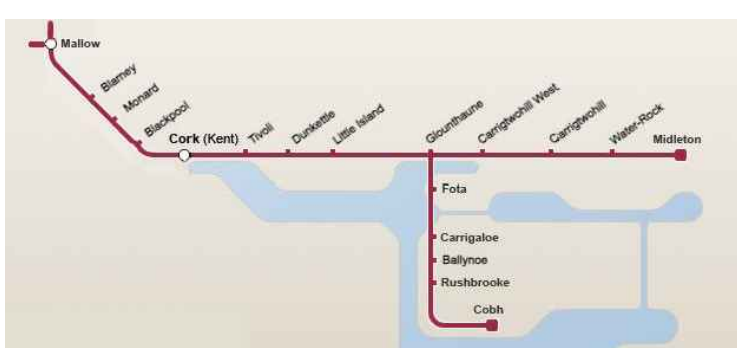 Mallow
Blarney
Monard
Blackpool
Cork (Kent)
Tivoli
Dunkettle
Little Island
Glounthaune
Carrigtwohill West
Carrigtwohill
Water-Rock
Midleton
Fota
Carrigaloe
Ballynoe
Rushbrooke
Cobh